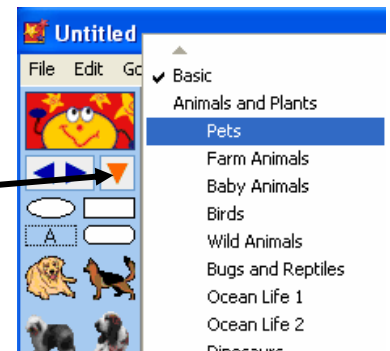 Untitled
File Edit Go
Basic
Animals and Plants
Pets
Farm Animals
Baby Animals
Birds
Wild Animals
Bugs and Reptiles
Ocean Life 1
Ocean Life 2
Dinosaurs
A